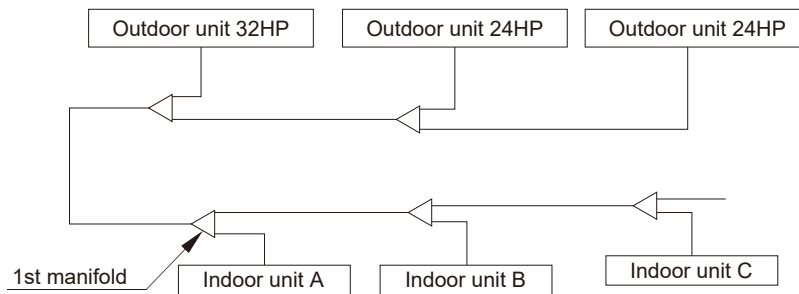 Outdoor unit 32HP
Outdoor unit 24HP
Outdoor unit 24HP
1st manifold
Indoor unit A
Indoor unit B
Indoor unit C